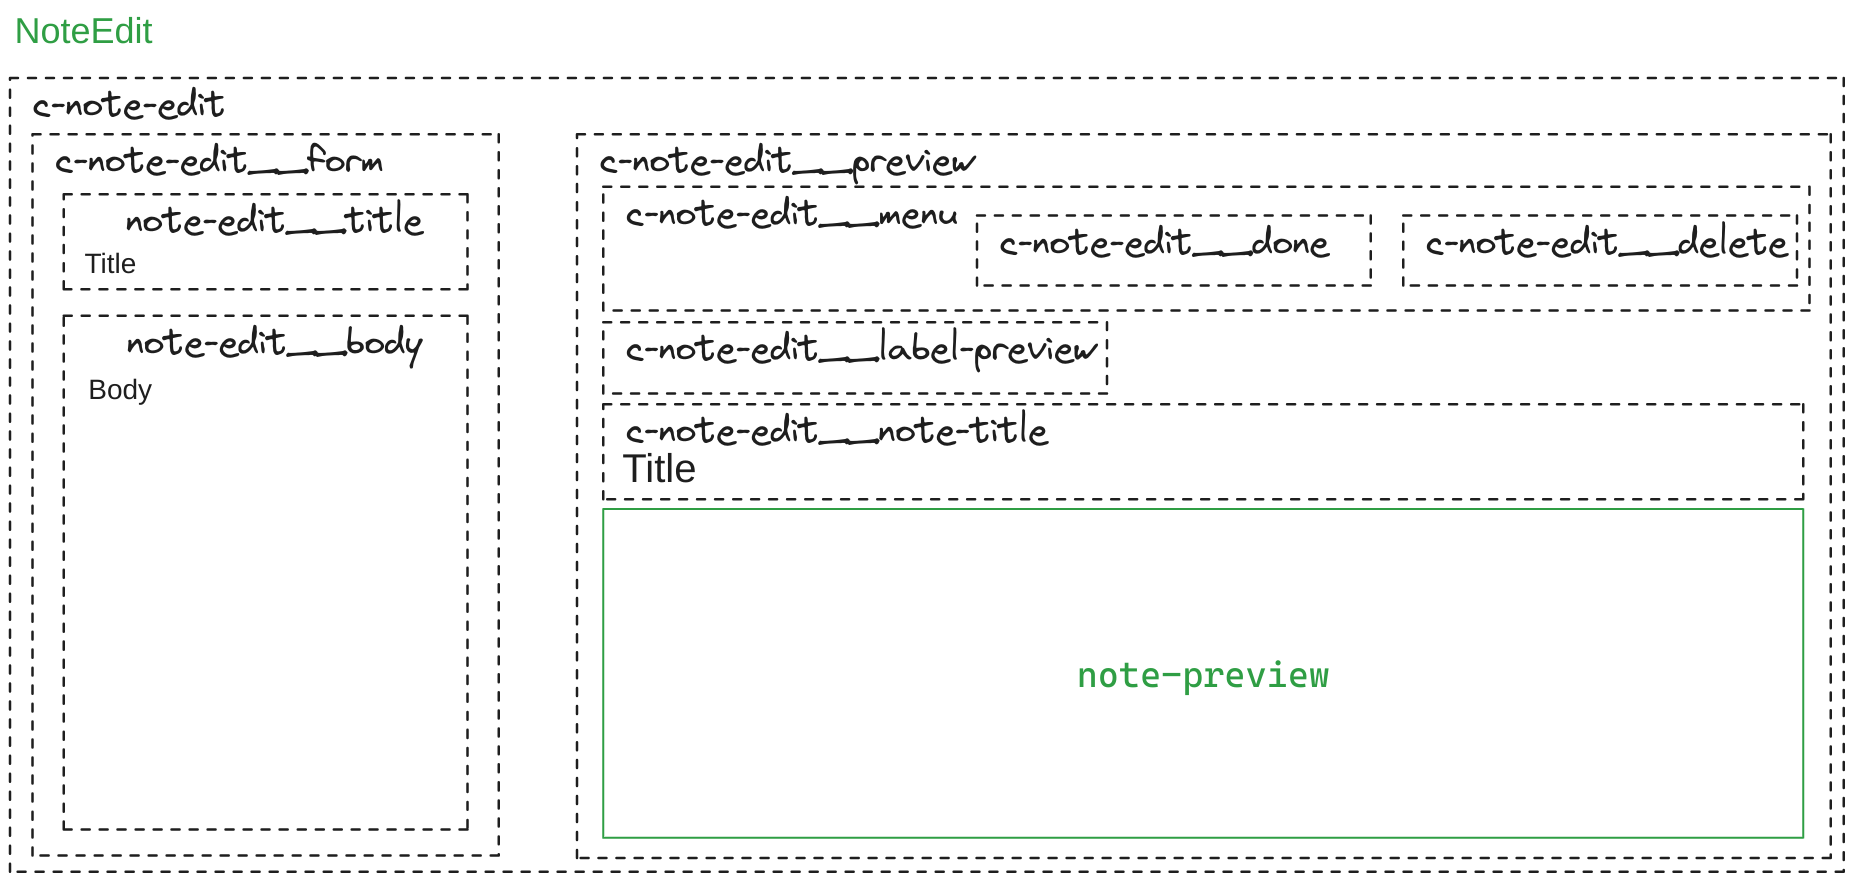 NoteEdit
c-note-edit
c-note-edit__form
note-edit__title
Title
note-edit__body
Body
c-note-edit__preview
c-note-edit__menu
c-note-edit__done
c-note-edit__delete
c-note-edit__label-preview
c-note-edit__note-title
Title
note-preview